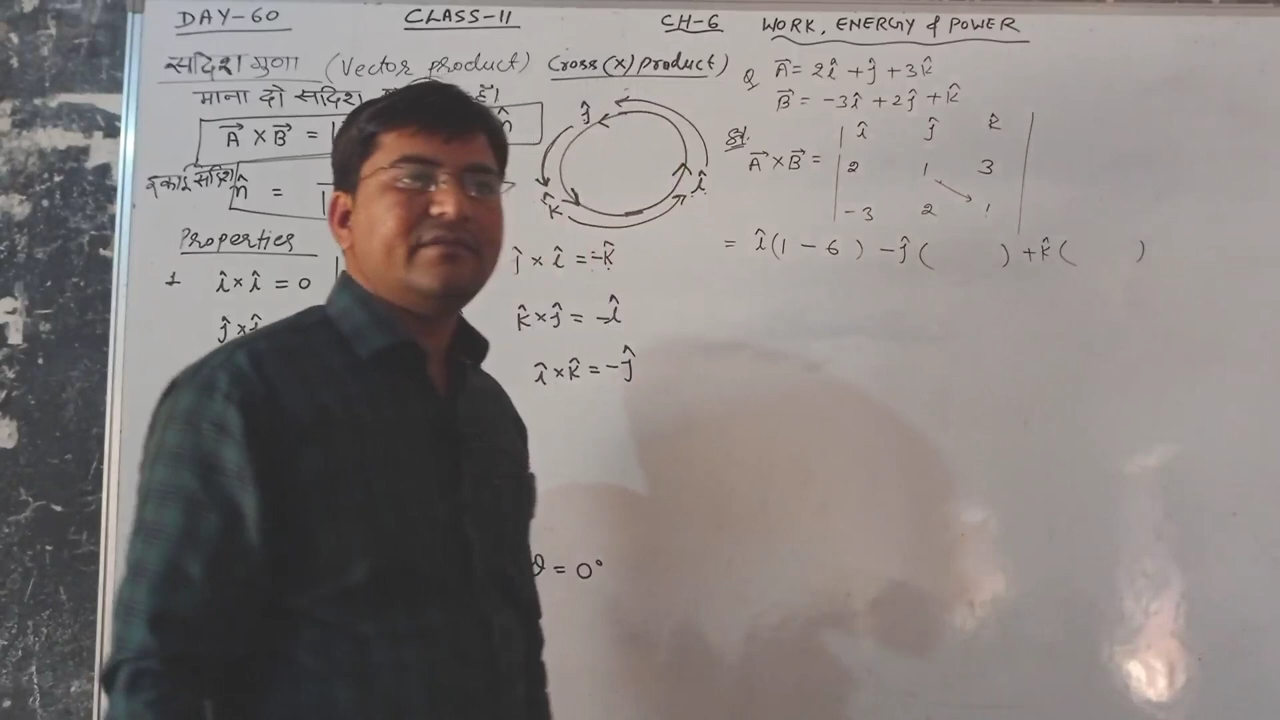 DAY-60 CLASS-11 CH-6 WORK, ENERGY & POWER
सदिश गुणा (Vector product) Cross(x) product)
माना दो सदिश हैं।
A⃗ X B⃗ = | n̂
इकाई सदिश n̂ =
Properties
1 î x î = 0
ĵ x
ĵ
k̂
î
ĵ x î = -k̂
k̂ x ĵ = -î
î x k̂ = -ĵ
θ = 0°
Q A⃗ = 2î + ĵ + 3k̂
B⃗ = -3î + 2ĵ + k̂
Sol.
A⃗ x B⃗ = | î ĵ k̂ |
2 1 3
-3 2 1
= î(1 - 6) - ĵ( ) + k̂( )